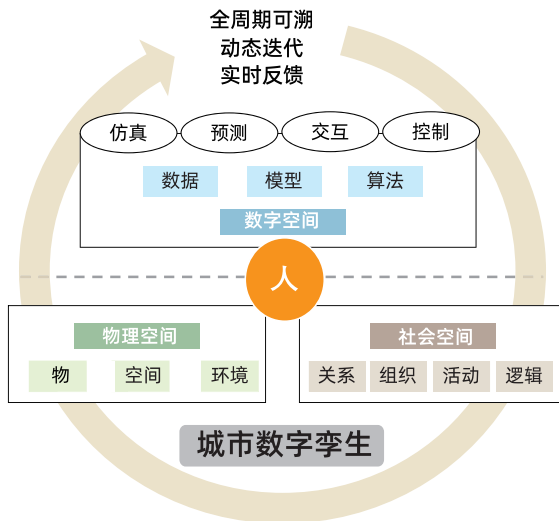 全周期可溯
动态迭代
实时反馈
仿真 预测 交互 控制
数据 模型 算法
数字空间
人
物理空间 社会空间
物 空间 环境 关系 组织 活动 逻辑
城市数字孪生